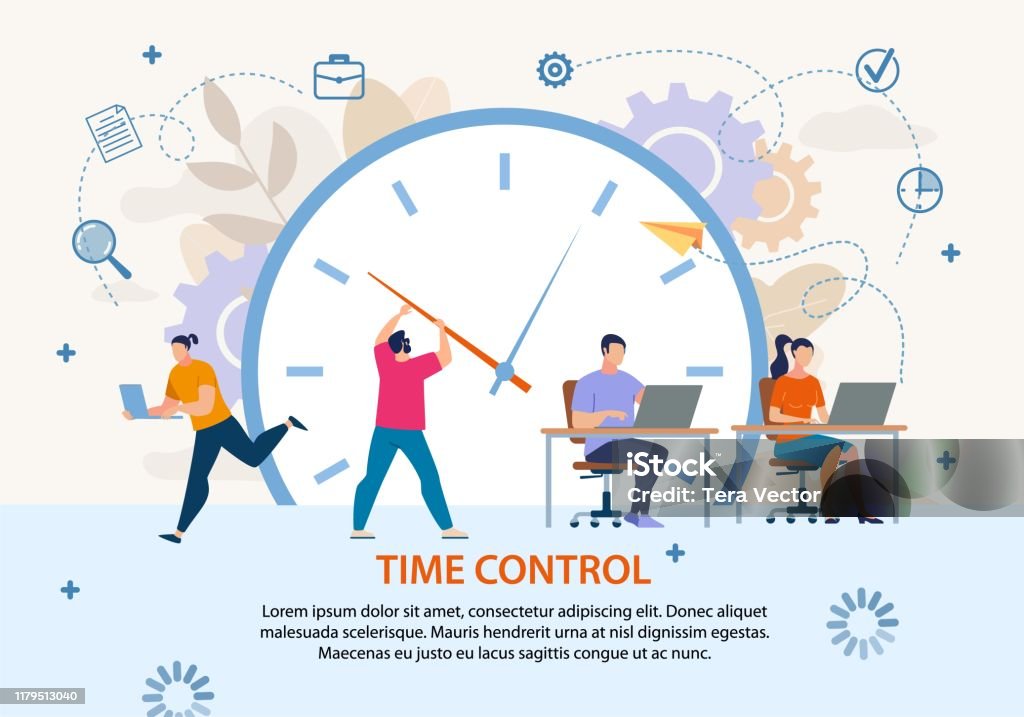 iStock
Credit: Tera Vector
TIME CONTROL
Lorem ipsum dolor sit amet, consectetur adipiscing elit. Donec aliquet
malesuada scelerisque. Mauris hendrerit urna at nisl dignissim egestas.
Maecenas eu justo eu lacus sagittis congue ut ac nunc.
1179513040